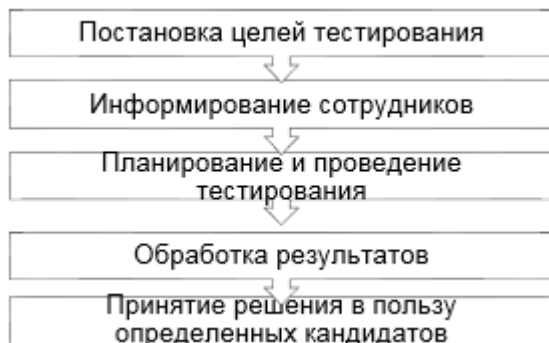 Постановка целей тестирования
Информирование сотрудников
Планирование и проведение
тестирования
Обработка результатов
Принятие решения в пользу
определенных кандидатов